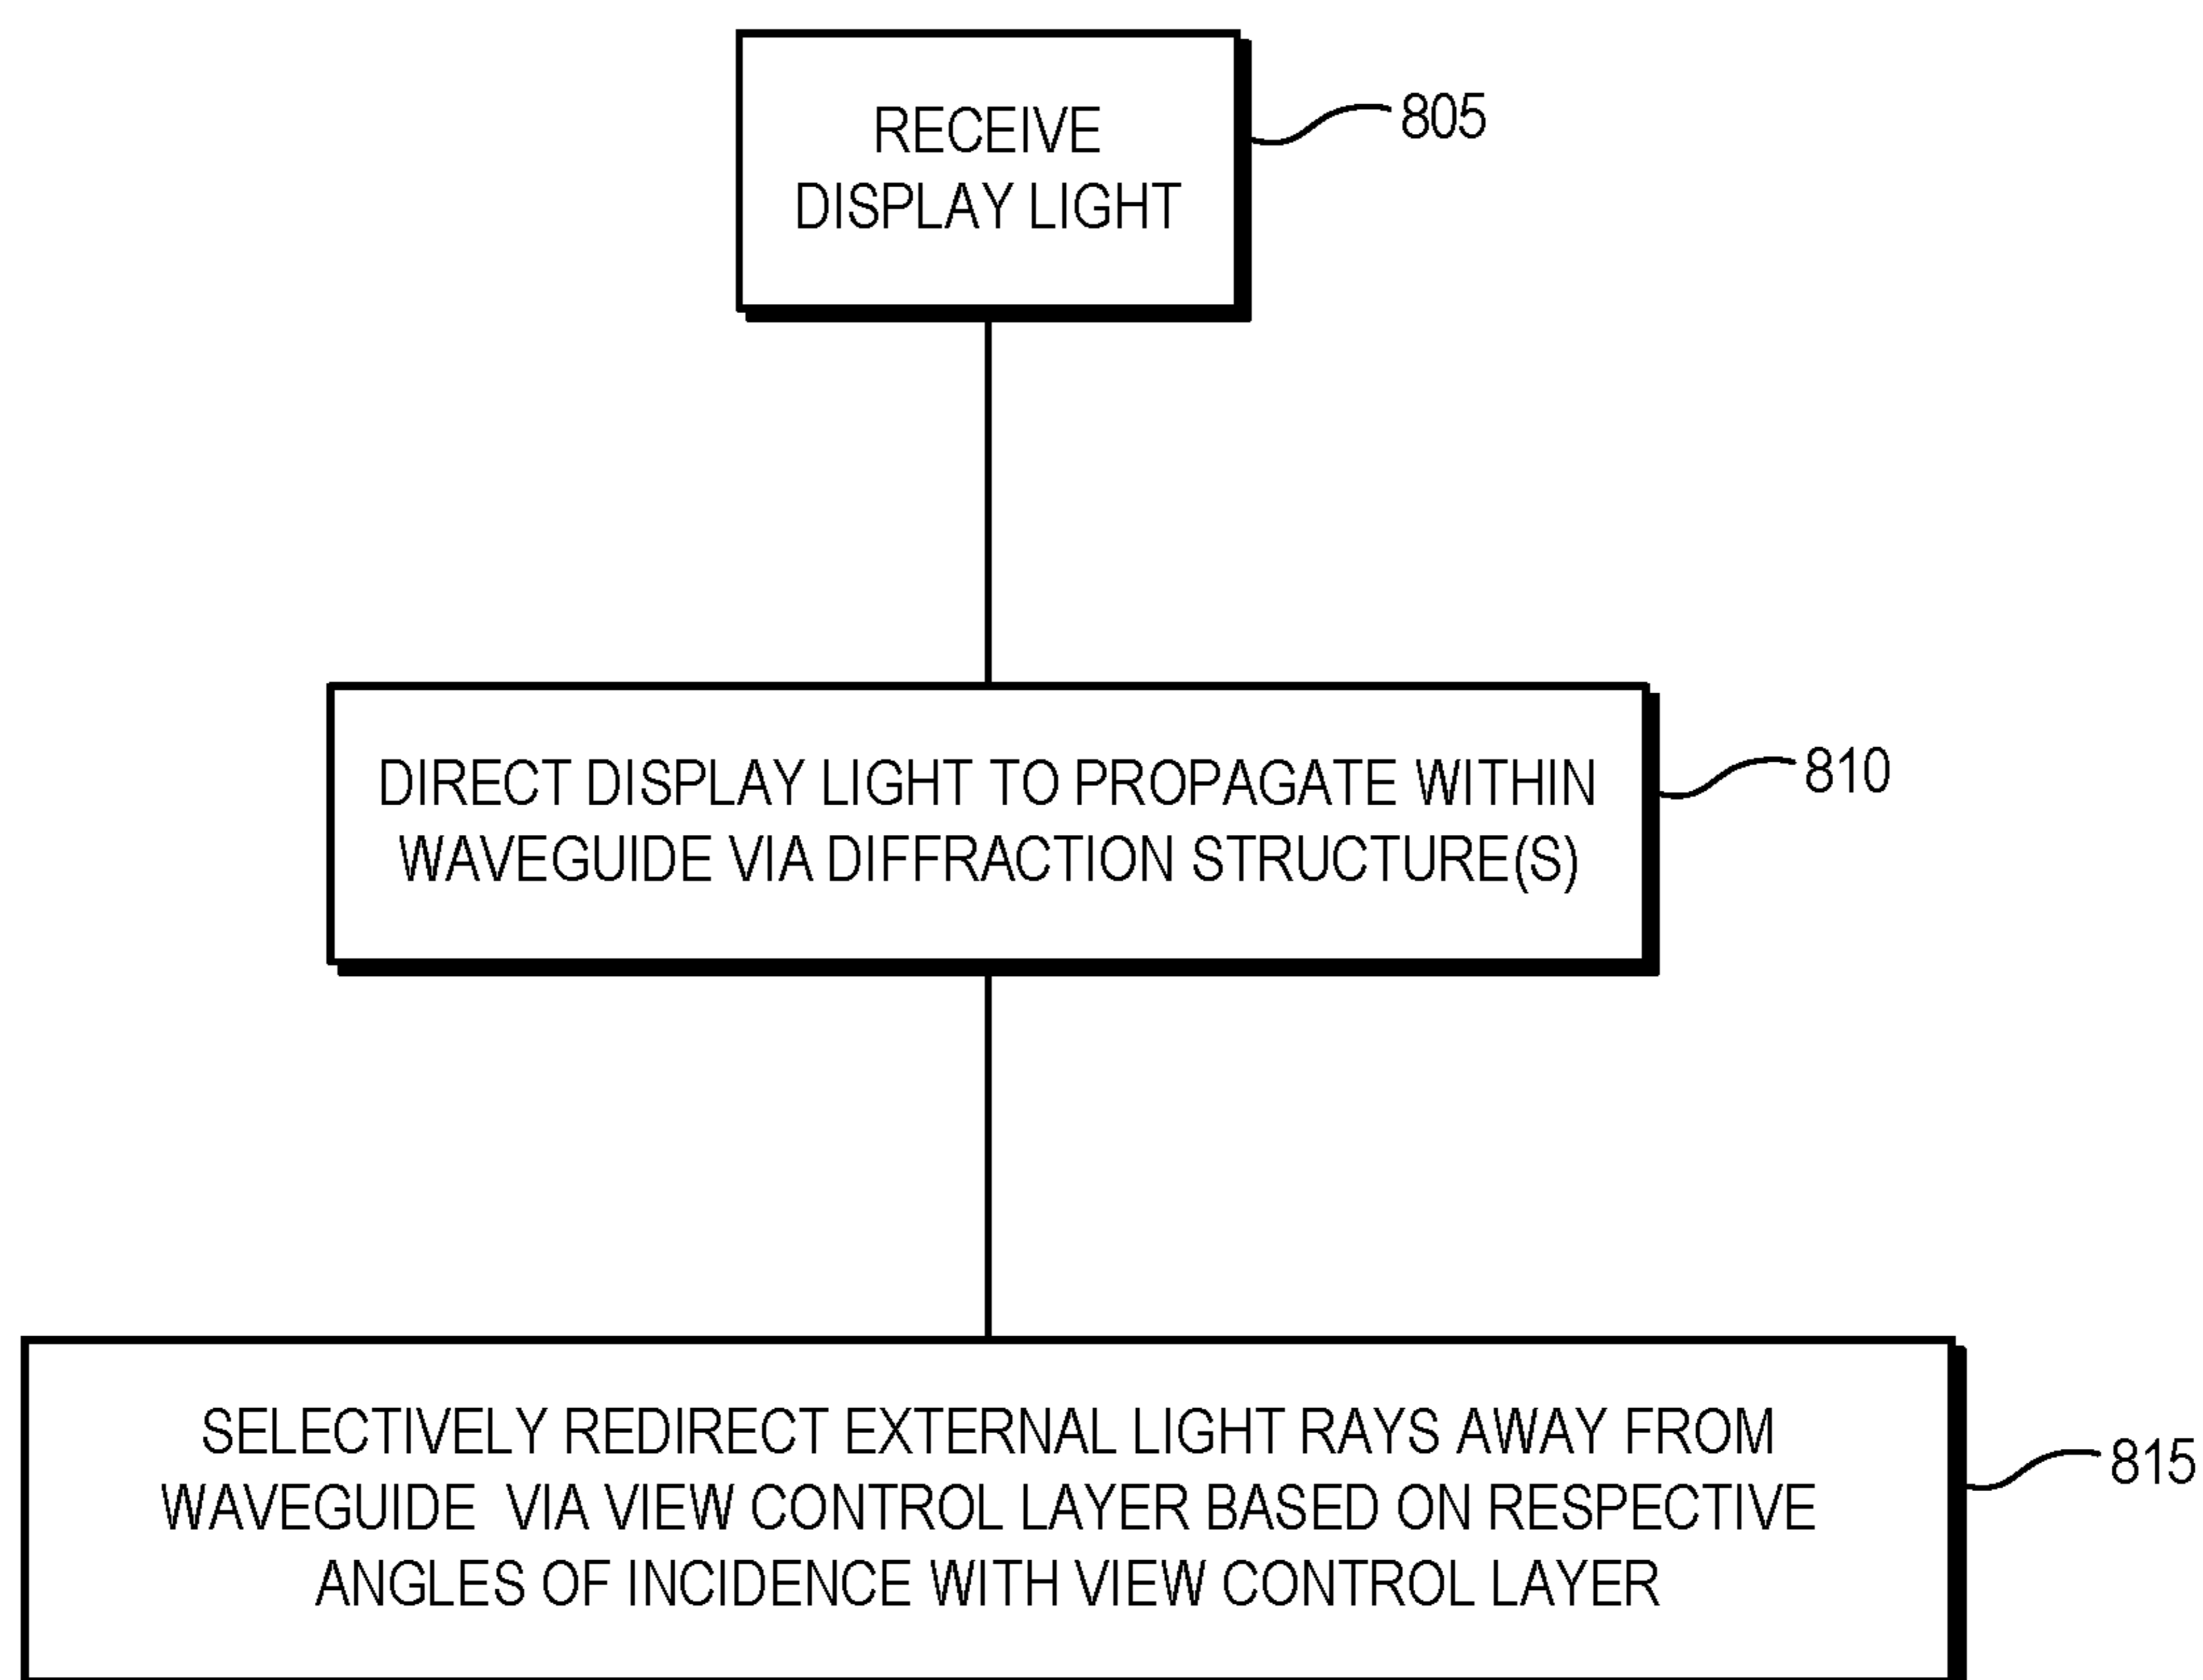 RECEIVE
DISPLAY LIGHT
805
DIRECT DISPLAY LIGHT TO PROPAGATE WITHIN
WAVEGUIDE VIA DIFFRACTION STRUCTURE(S)
810
SELECTIVELY REDIRECT EXTERNAL LIGHT RAYS AWAY FROM
WAVEGUIDE VIA VIEW CONTROL LAYER BASED ON RESPECTIVE
ANGLES OF INCIDENCE WITH VIEW CONTROL LAYER
815